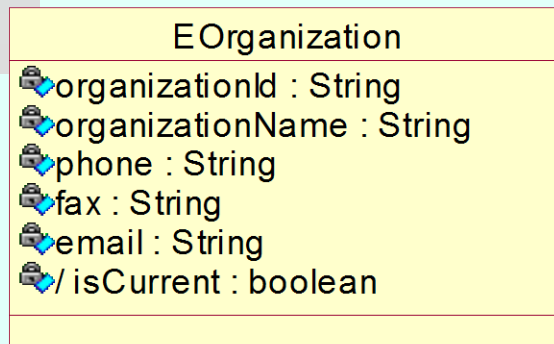 EOrganization
organizationId : String
organizationName : String
phone : String
fax : String
email : String
/ isCurrent : boolean